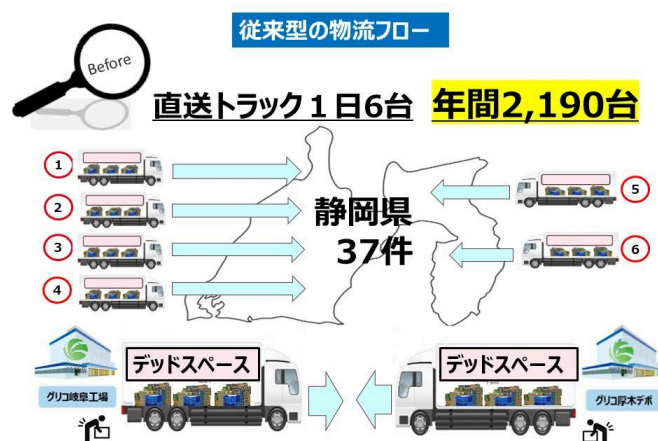 従来型の物流フロー
Before
直送トラック1日6台 年間2,190台
1
2
3
4
静岡県
37件
5
6
デッドスペース
デッドスペース
グリコ岐阜工場
グリコ厚木デポ